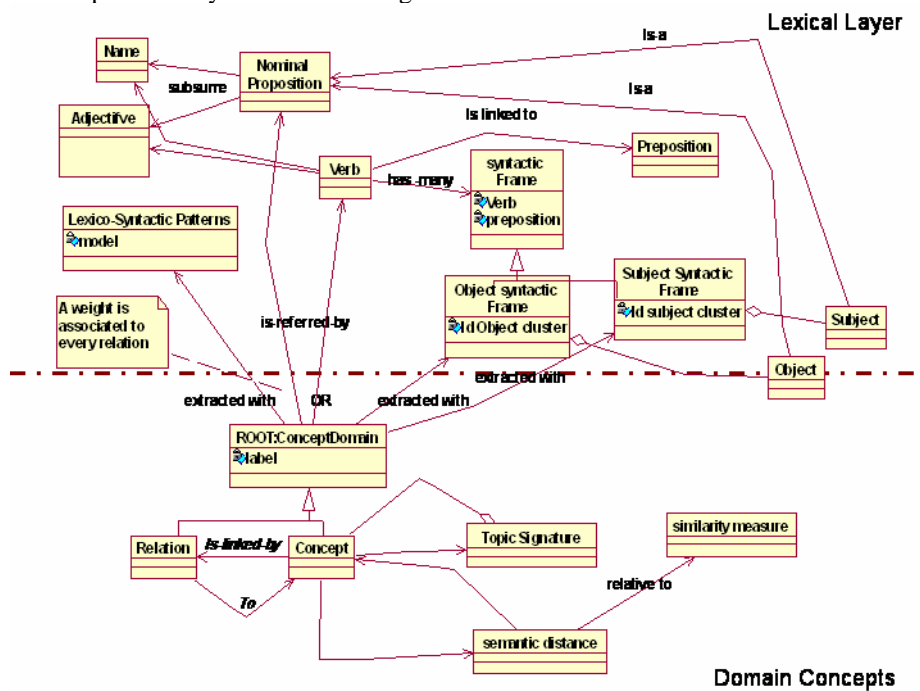 Lexical Layer
Name
Nominal
Proposition
Is-a
subsume
Is-a
Adjectifve
Is linked to
Verb
Preposition
has -many
syntactic
Frame
Verb
preposition
Lexico-Syntactic Patterns
model
Object syntactic
Frame
Id Object cluster
Subject Syntactic
Frame
Id subject cluster
Subject
A weight is
associated to
every relation
is-referred-by
Object
extracted with
extracted with
OR
extracted with
ROOT:ConceptDomain
label
Relation
Is-linked-by
Concept
Topic Signature
similarity measure
To
relative to
semantic distance
Domain Concepts